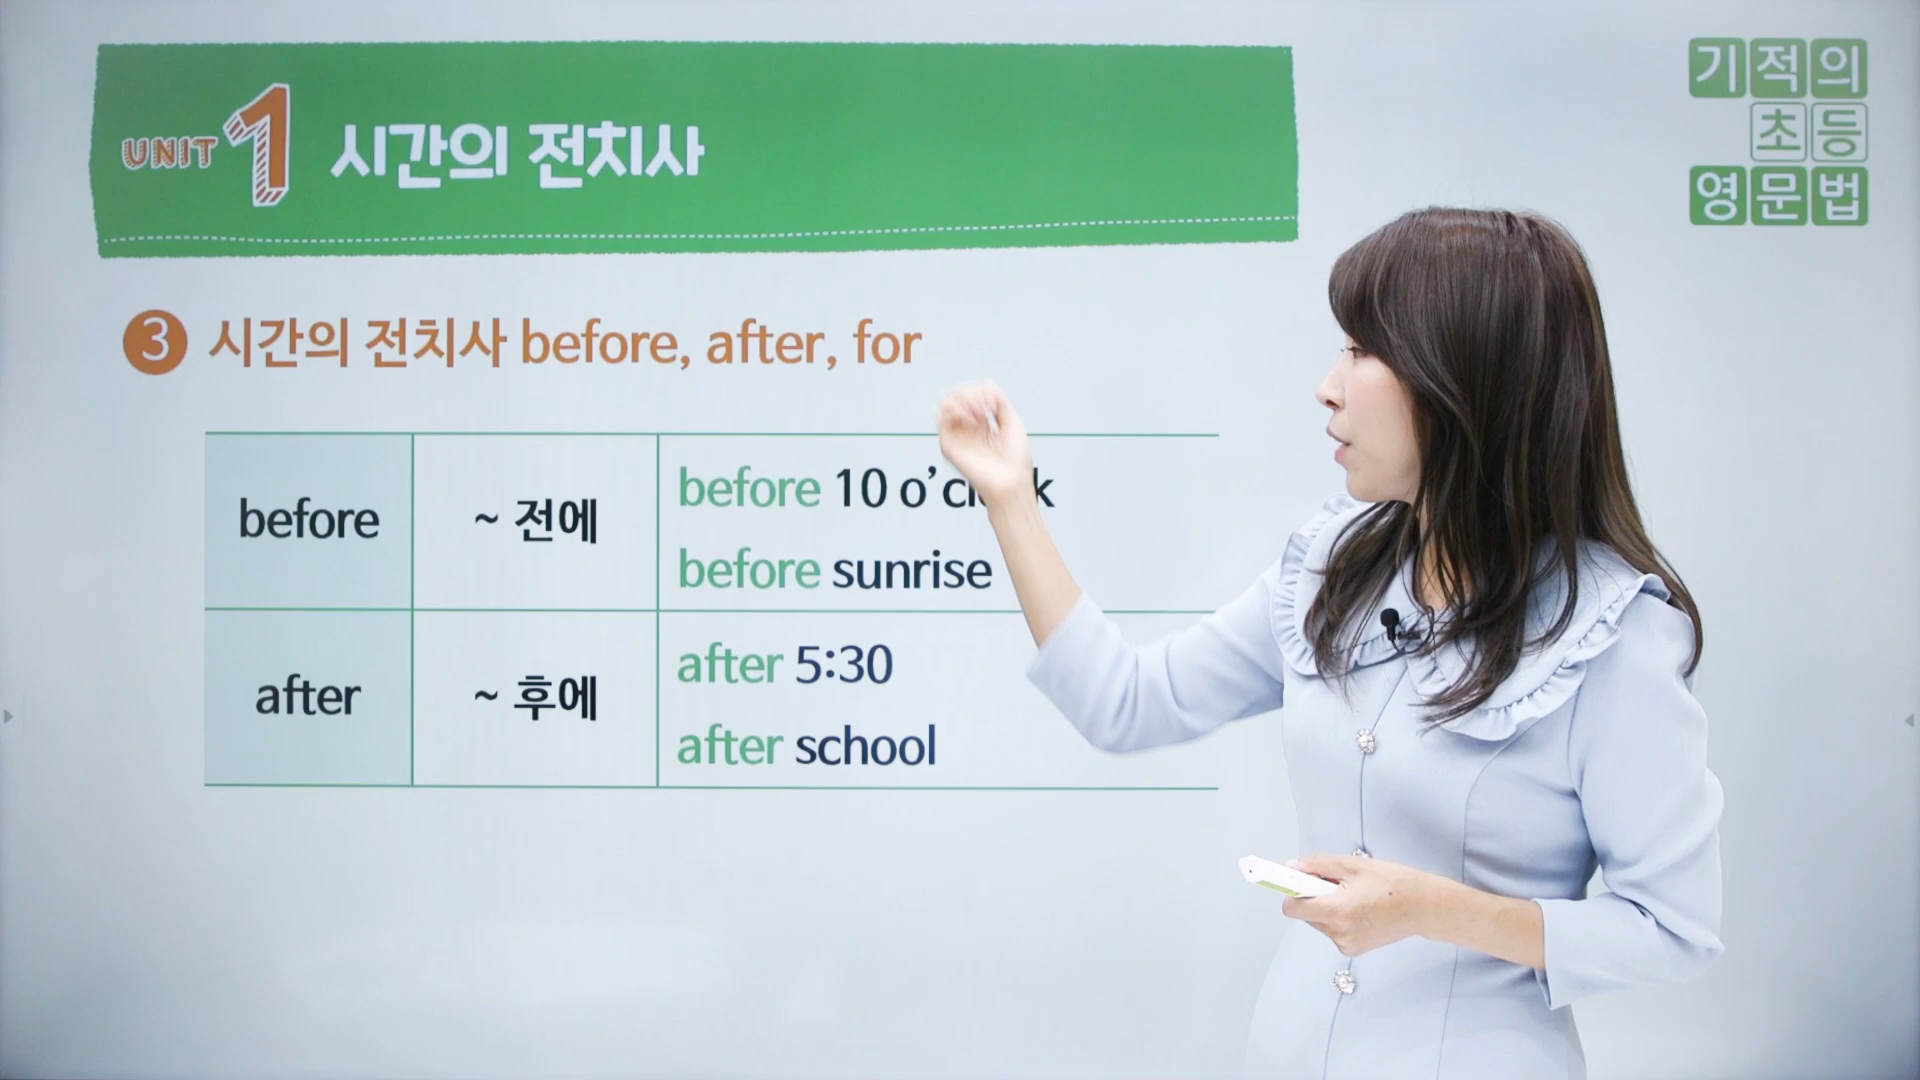 UNIT 1 시간의 전치사
기적의
초등
영문법
3 시간의 전치사 before, after, for
before ~ 전에 before 10
before sunrise
after ~ 후에 after 5:30
after school